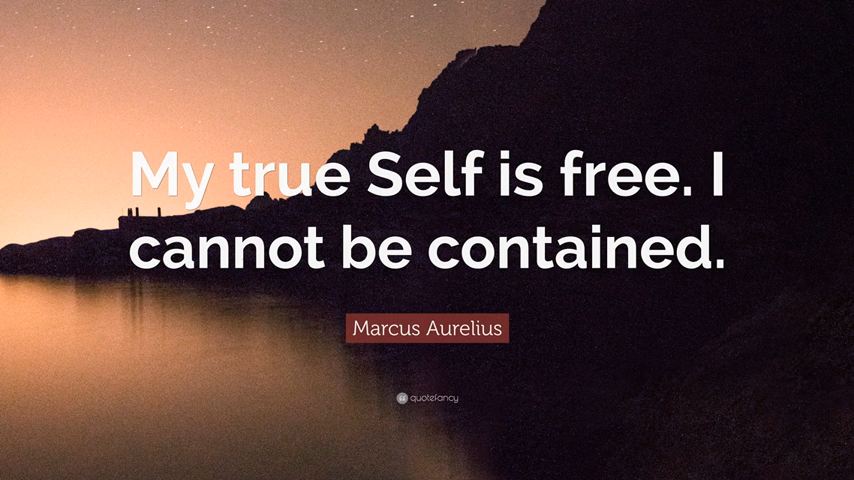 My true Self is free. I
cannot be contained.
Marcus Aurelius
quotefancy